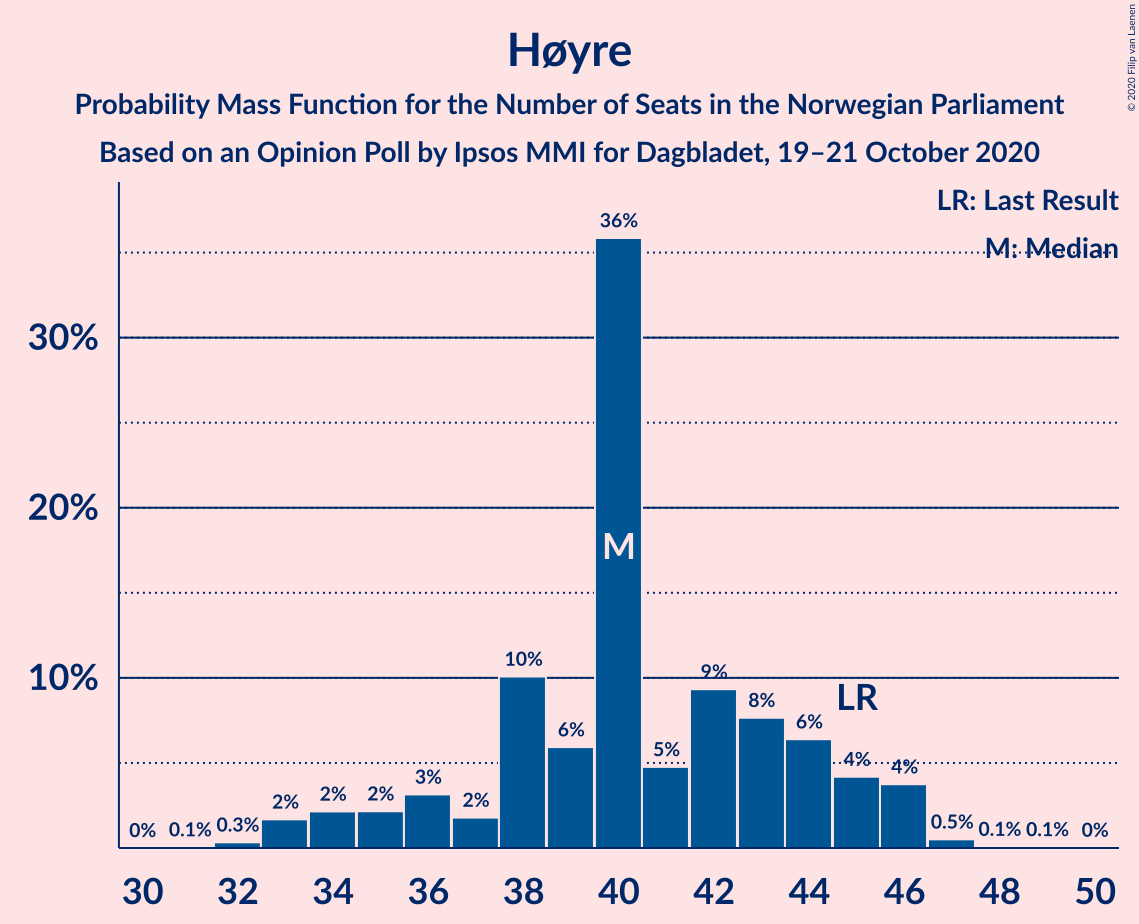 © 2020 Filip van Laenen
Høyre
Probability Mass Function for the Number of Seats in the Norwegian Parliament
Based on an Opinion Poll by Ipsos MMI for Dagbladet, 19–21 October 2020
LR: Last Result
M: Median
30%
20%
10%
0% 0.1% 0.3% 2% 2% 2% 3% 2% 10% 6% 36% 5% 9% 8% 6% 4% 4% 0.5% 0.1% 0.1% 0%
M
LR
30 32 34 36 38 40 42 44 46 48 50